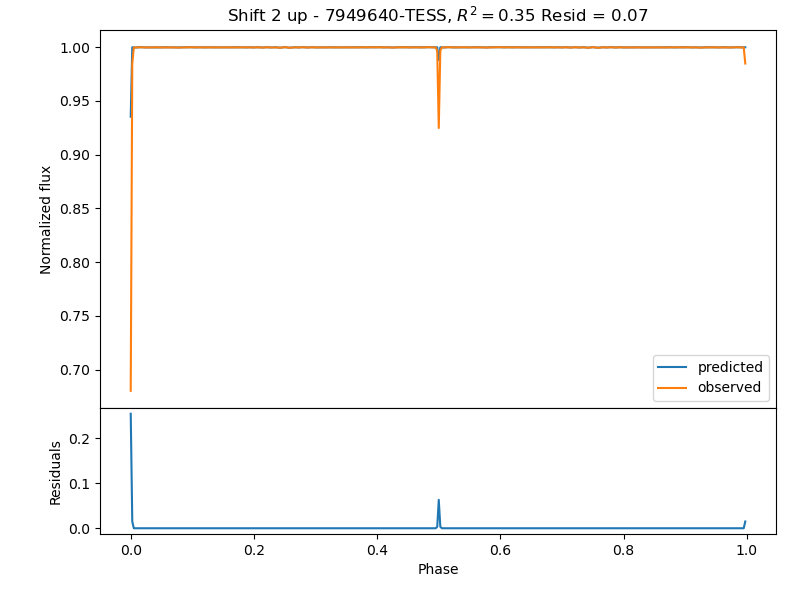 Shift 2 up - 7949640-TESS, R² = 0.35 Resid = 0.07
1.00
0.95
0.90
0.85
0.80
0.75
0.70
Normalized flux
predicted
observed
0.2
0.1
0.0
Residuals
0.0 0.2 0.4 0.6 0.8 1.0
Phase